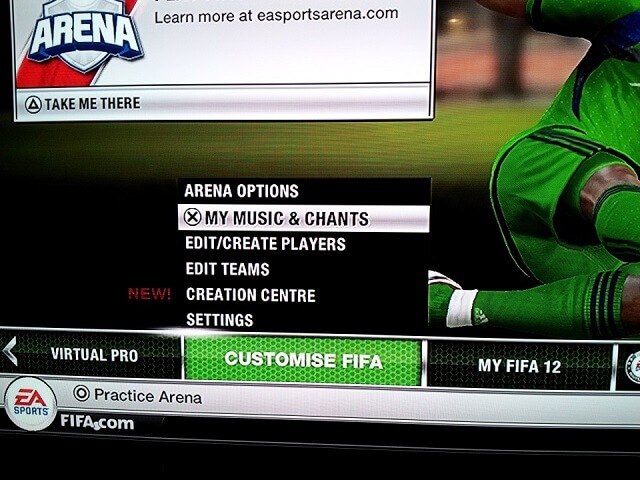 Learn more at easportsarena.com
ARENA
TAKE ME THERE
ARENA OPTIONS
MY MUSIC & CHANTS
EDIT/CREATE PLAYERS
EDIT TEAMS
NEW! CREATION CENTRE
SETTINGS
VIRTUAL PRO
CUSTOMISE FIFA
MY FIFA 12
Practice Arena
EA
SPORTS
FIFA.com
adidas